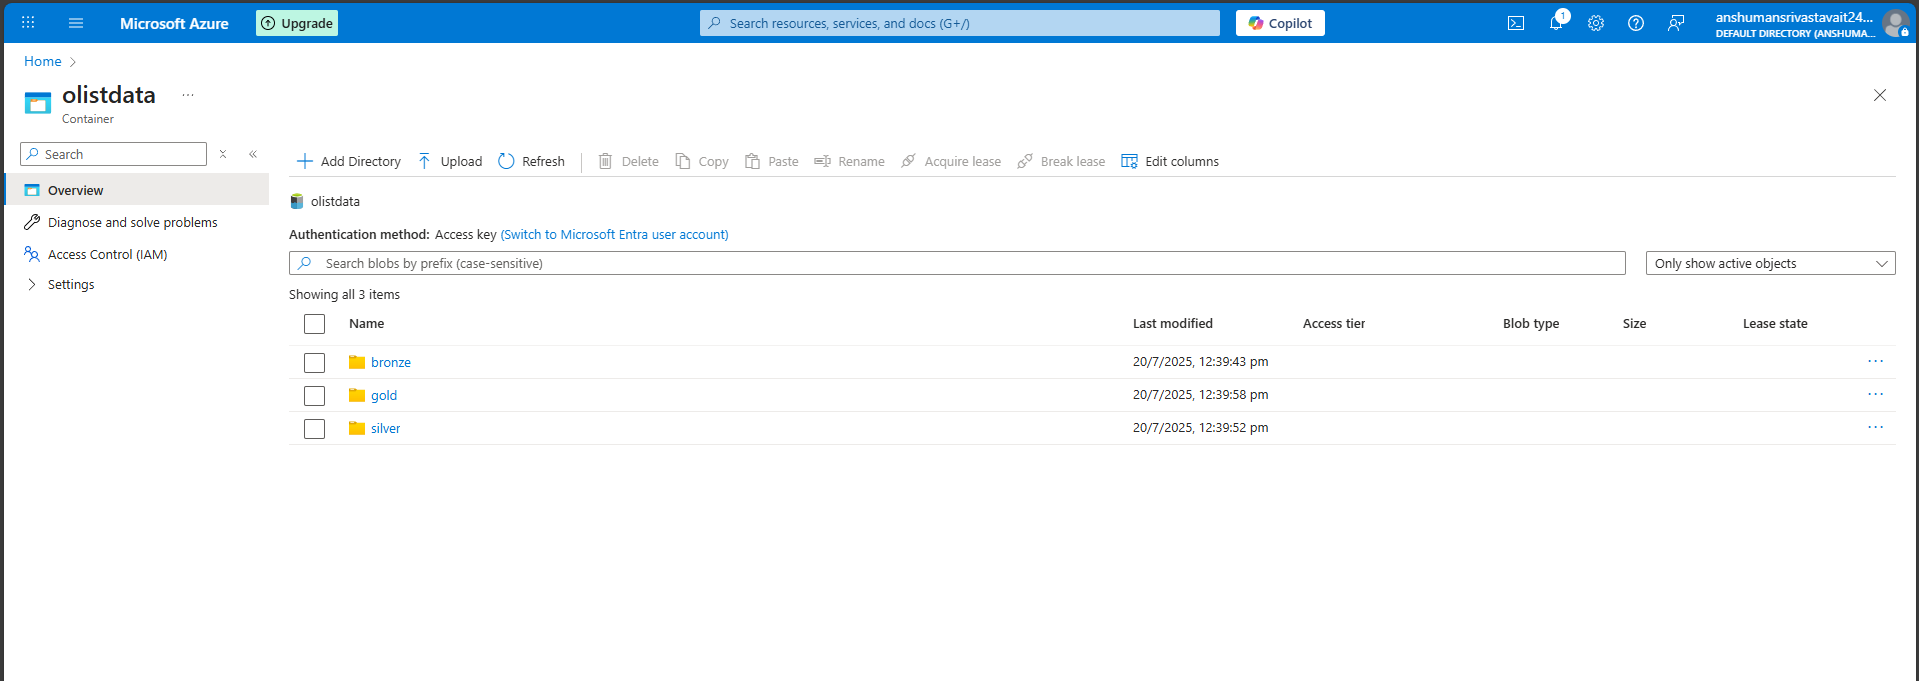 Microsoft Azure
Upgrade
Search resources, services, and docs (G+/)
Copilot
1
anshumansrivastavait24...
DEFAULT DIRECTORY (ANSHUMA...
Home
olistdata
...
Container
Search
Overview
Diagnose and solve problems
Access Control (IAM)
Settings
Add Directory Upload Refresh Delete Copy Paste Rename Acquire lease Break lease Edit columns
olistdata
Authentication method: Access key (Switch to Microsoft Entra user account)
Search blobs by prefix (case-sensitive)
Only show active objects
Showing all 3 items
Name Last modified Access tier Blob type Size Lease state
bronze 20/7/2025, 12:39:43 pm ...
gold 20/7/2025, 12:39:58 pm ...
silver 20/7/2025, 12:39:52 pm ...